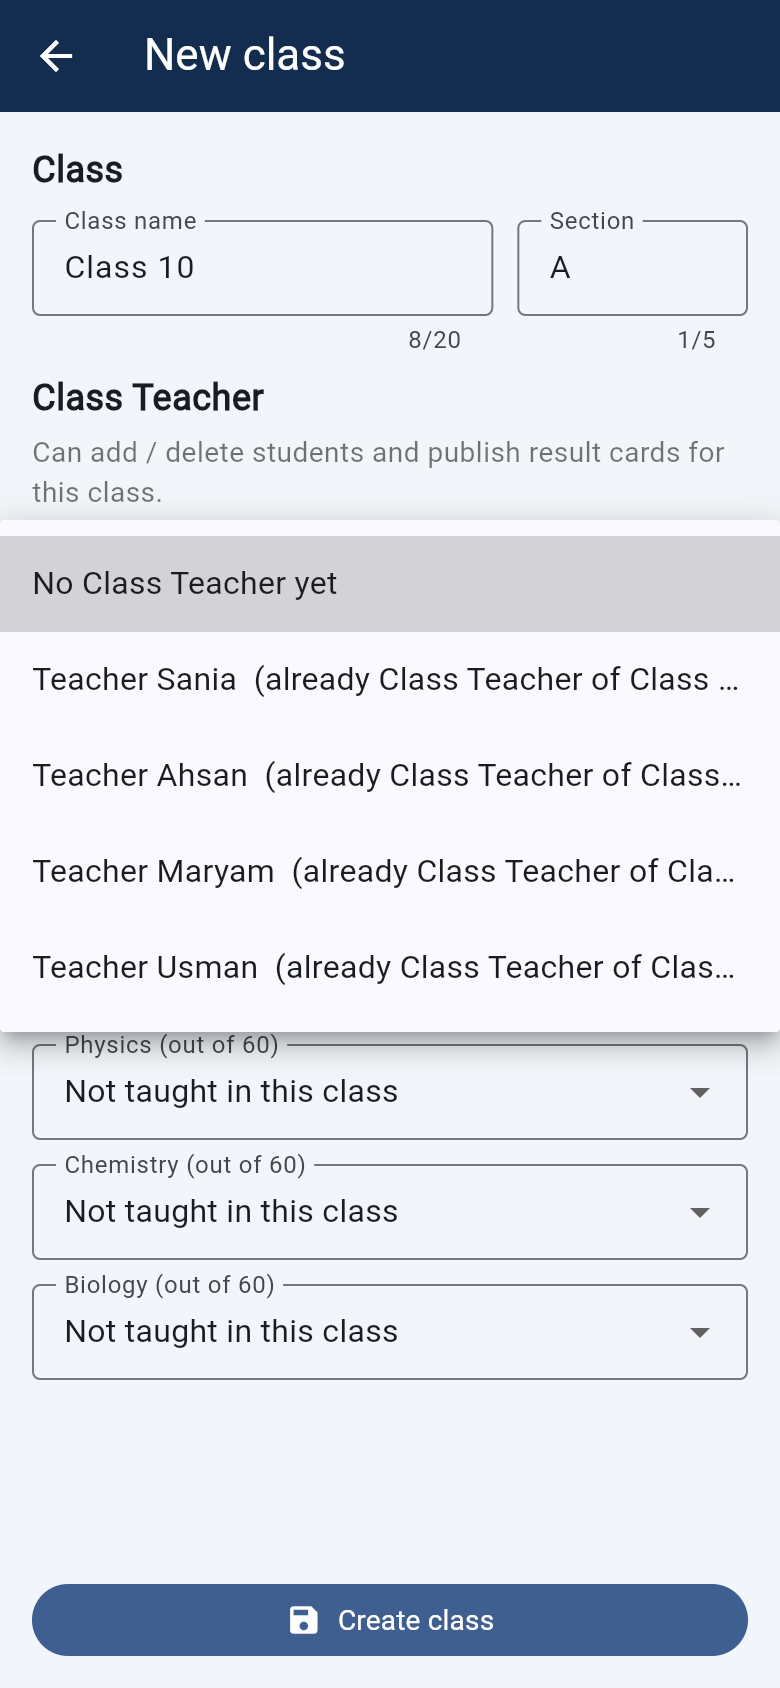 New class
Class
Class name
Class 10
8/20
Section
A
1/5
Class Teacher
Can add / delete students and publish result cards for
this class.
No Class Teacher yet
Teacher Sania  (already Class Teacher of Class ...
Teacher Ahsan  (already Class Teacher of Class...
Teacher Maryam  (already Class Teacher of Cla...
Teacher Usman  (already Class Teacher of Clas...
Physics (out of 60)
Not taught in this class
Chemistry (out of 60)
Not taught in this class
Biology (out of 60)
Not taught in this class
Create class